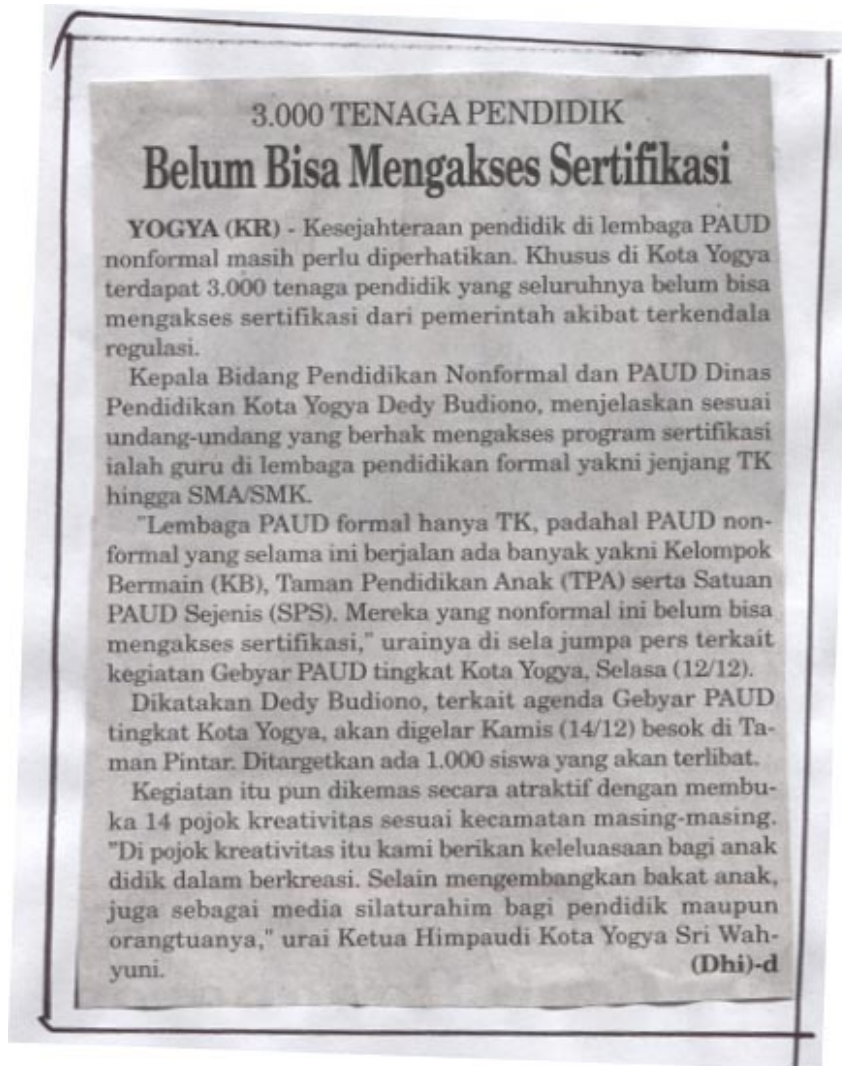 3.000 TENAGA PENDIDIK
Belum Bisa Mengakses Sertifikasi
YOGYA (KR) - Kesejahteraan pendidik di lembaga PAUD
nonformal masih perlu diperhatikan. Khusus di Kota Yogya
terdapat 3.000 tenaga pendidik yang seluruhnya belum bisa
mengakses sertifikasi dari pemerintah akibat terkendala
regulasi.
Kepala Bidang Pendidikan Nonformal dan PAUD Dinas
Pendidikan Kota Yogya Dedy Budiono, menjelaskan sesuai
undang-undang yang berhak mengakses program sertifikasi
ialah guru di lembaga pendidikan formal yakni jenjang TK
hingga SMA/SMK.
"Lembaga PAUD formal hanya TK, padahal PAUD non-
formal yang selama ini berjalan ada banyak yakni Kelompok
Bermain (KB), Taman Pendidikan Anak (TPA) serta Satuan
PAUD Sejenis (SPS). Mereka yang nonformal ini belum bisa
mengakses sertifikasi," urainya di sela jumpa pers terkait
kegiatan Gebyar PAUD tingkat Kota Yogya, Selasa (12/12).
Dikatakan Dedy Budiono, terkait agenda Gebyar PAUD
tingkat Kota Yogya, akan digelar Kamis (14/12) besok di Ta-
man Pintar. Ditargetkan ada 1.000 siswa yang akan terlibat.
Kegiatan itu pun dikemas secara atraktif dengan membu-
ka 14 pojok kreativitas sesuai kecamatan masing-masing.
"Di pojok kreativitas itu kami berikan keleluasaan bagi anak
didik dalam berkreasi. Selain mengembangkan bakat anak,
juga sebagai media silaturahim bagi pendidik maupun
orangtuanya," urai Ketua Himpaudi Kota Yogya Sri Wah-
yuni. (Dhi)-d